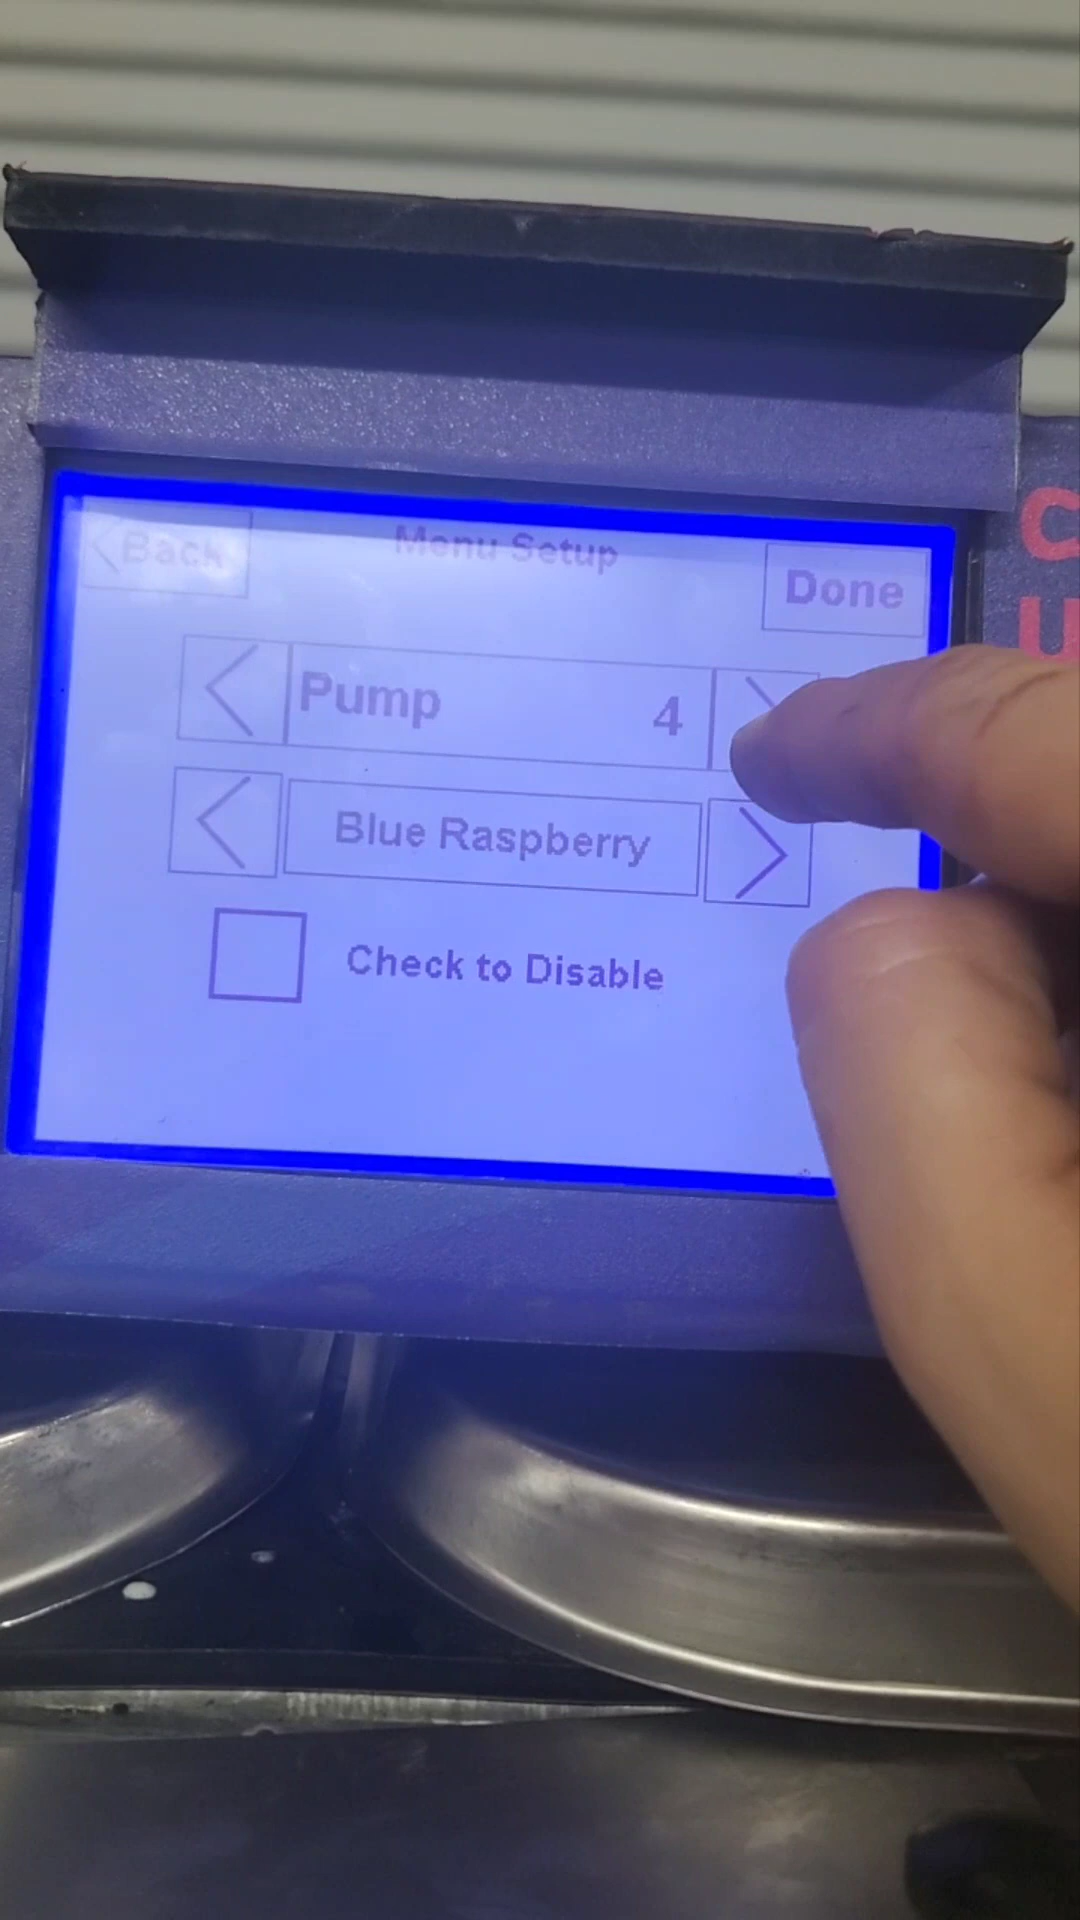 Back
Menu Setup
Done
Pump 4
Blue Raspberry
Check to Disable
C
U